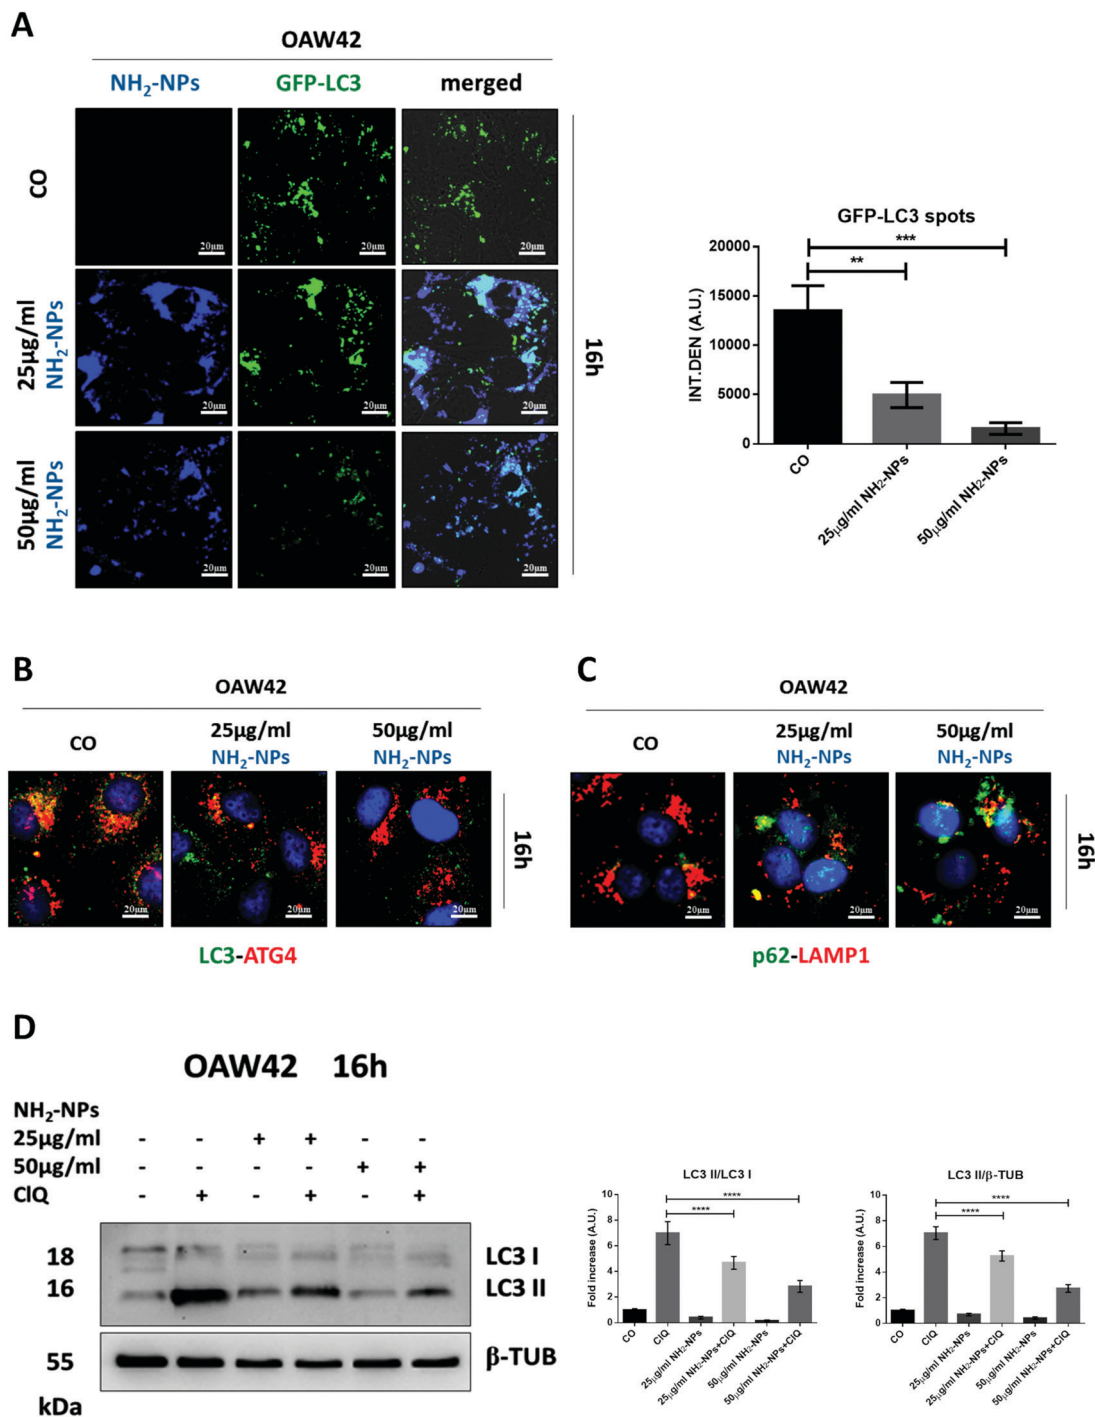 A
OAW42
NH₂-NPs GFP-LC3 merged
CO
20µm 20µm 20µm
25µg/ml
NH₂-NPs
20µm 20µm 20µm
50µg/ml
NH₂-NPs
20µm 20µm 20µm
16h
GFP-LC3 spots
INT.DEN (A.U.)
20000
15000
10000
5000
0
***
**
CO
25µg/ml NH₂-NPs
50µg/ml NH₂-NPs
B
OAW42
CO
25µg/ml
NH₂-NPs
50µg/ml
NH₂-NPs
20µm 20µm 20µm
16h
LC3-ATG4
C
OAW42
CO
25µg/ml
NH₂-NPs
50µg/ml
NH₂-NPs
20µm 20µm 20µm
16h
p62-LAMP1
D
OAW42 16h
NH₂-NPs
25µg/ml - - + + - -
50µg/ml - - - - + +
ClQ - + - + - +
18 LC3 I
16 LC3 II
55 β-TUB
kDa
LC3 II/LC3 I
Fold increase (A.U.)
10
8
6
4
2
0
****
****
CO
ClQ
25µg/ml NH₂-NPs
25µg/ml NH₂-NPs+ClQ
50µg/ml NH₂-NPs
50µg/ml NH₂-NPs+ClQ
LC3 II/β-TUB
Fold increase (A.U.)
10
8
6
4
2
0
****
****
CO
ClQ
25µg/ml NH₂-NPs
25µg/ml NH₂-NPs+ClQ
50µg/ml NH₂-NPs
50µg/ml NH₂-NPs+ClQ